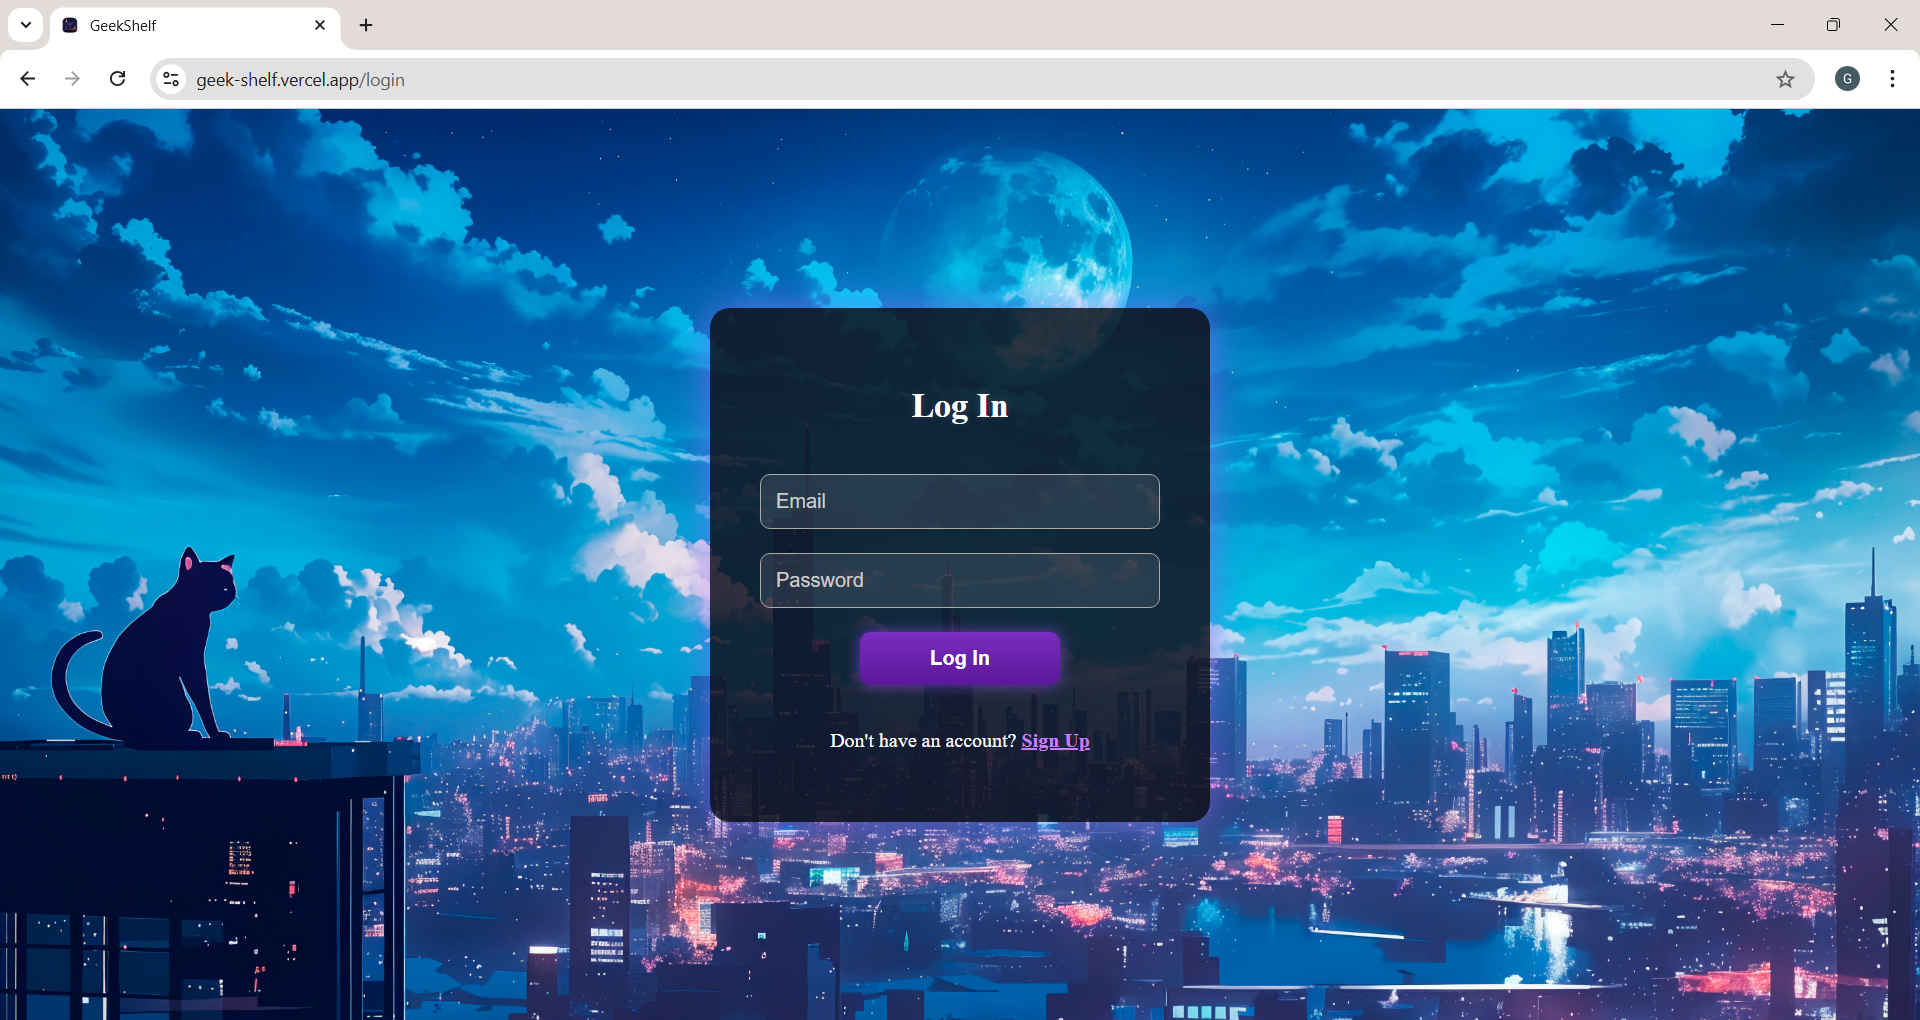 GeekShelf
geek-shelf.vercel.app/login
G
Log In
Email
Password
Log In
Don't have an account? Sign Up